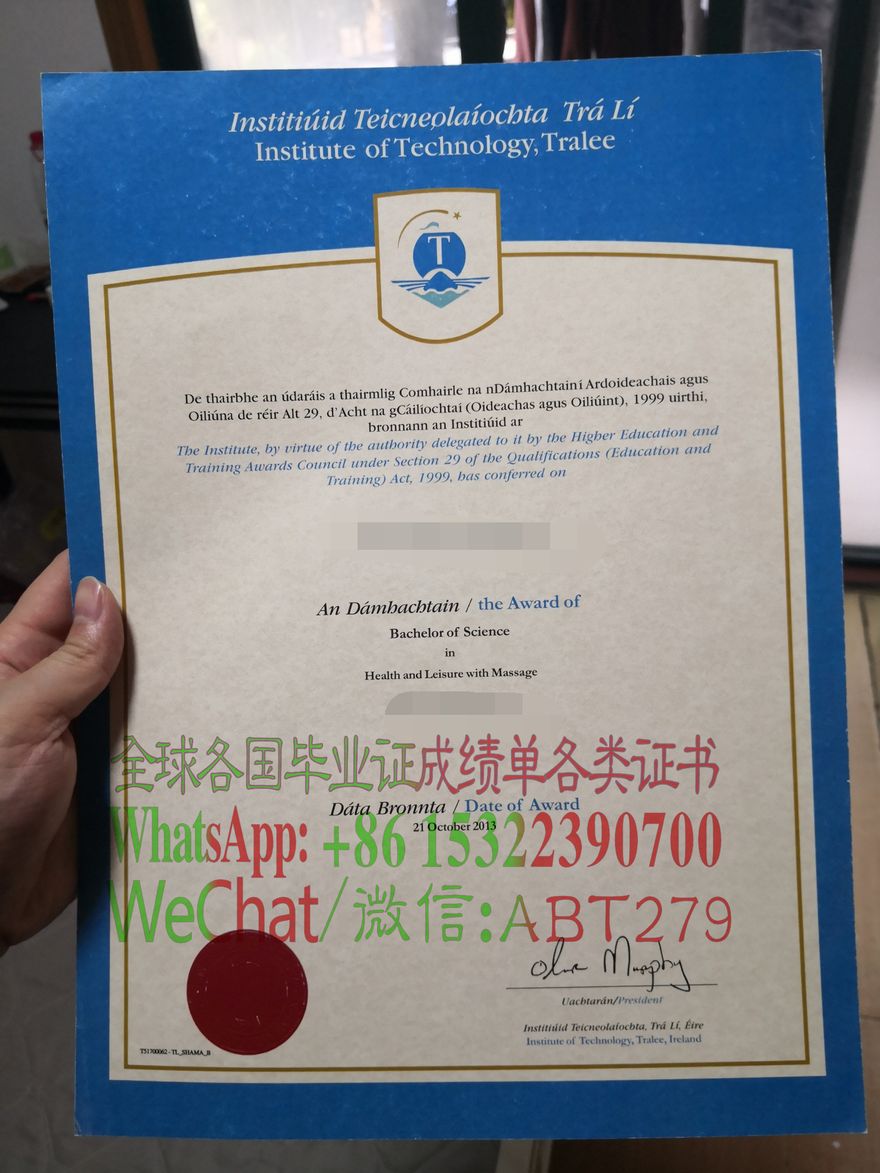 Institiúid Teicneolaíochta Trá Lí
Institute of Technology, Tralee
T
De thairbhe an údaráis a thairmlig Comhairle na nDámhachtainí Ardoideachais agus
Oiliúna de réir Alt 29, d'Acht na gCáilíochtaí (Oideachas agus Oiliúint), 1999 uirthi,
bronnann an Institiúid ar
The Institute, by virtue of the authority delegated to it by the Higher Education and
Training Awards Council under Section 29 of the Qualifications (Education and
Training) Act, 1999, has conferred on
An Dámhachtain / the Award of
Bachelor of Science
in
Health and Leisure with Massage
全球各国毕业证成绩单各类证书
Dáta Bronnta / Date of Award
21 October 2013
WhatsApp: +86 15322390700
WeChat/微信:ABT279
Uachtarán/President
Institiúid Teicneolaíochta, Trá Lí, Éire
Institute of Technology, Tralee, Ireland
T51700062 - TL_SHAMA_B